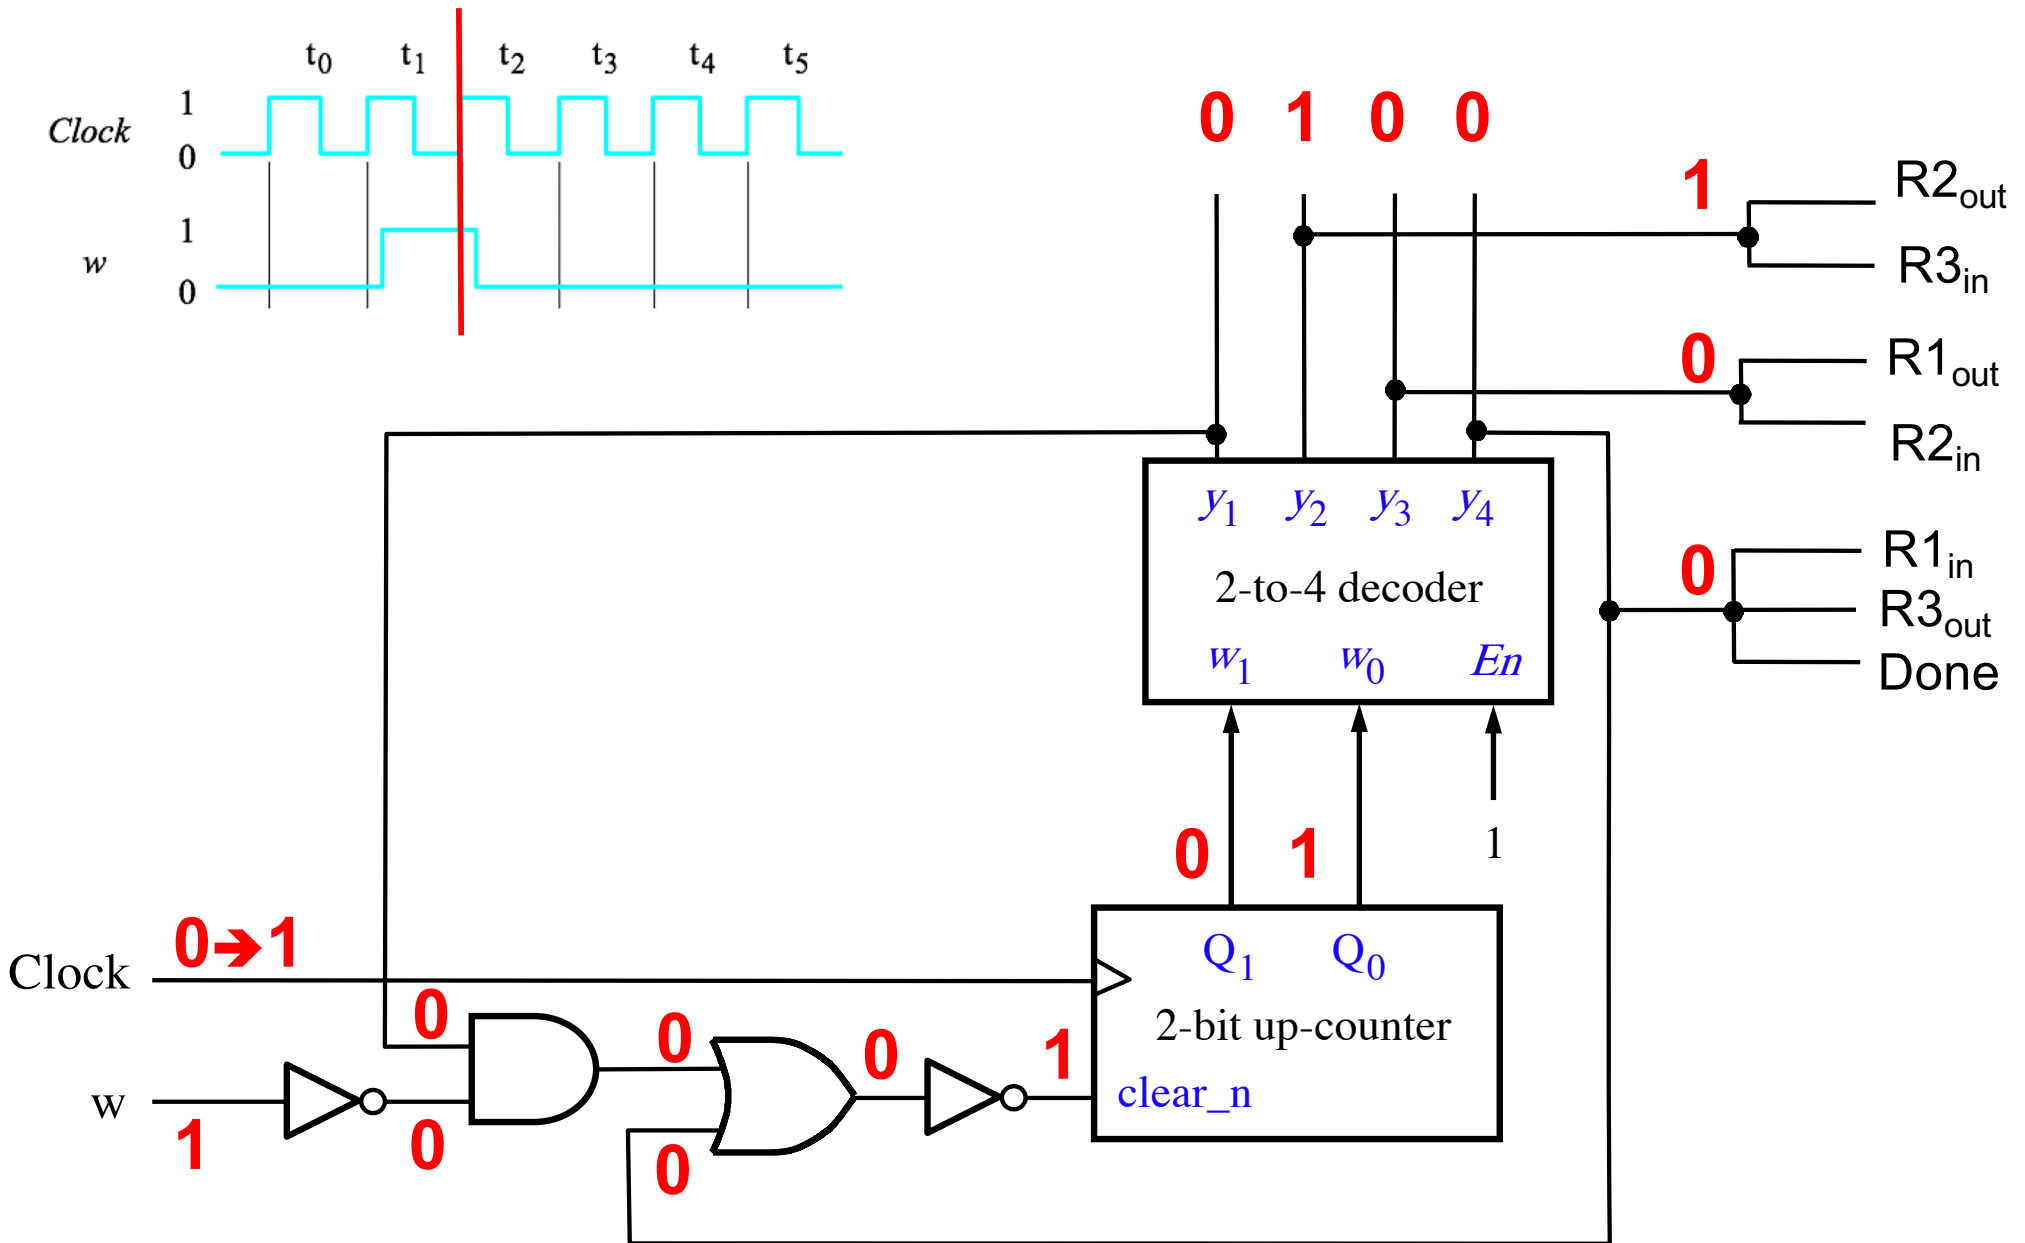 t0 t1 t2 t3 t4 t5
1
Clock
0
1
w
0
0 1 0 0
1
R2out
R3in
0
R1out
R2in
y1 y2 y3 y4
2-to-4 decoder
w1 w0 En
0
R1in
R3out
Done
0 1 1
Clock 0➔1
Q1 Q0
2-bit up-counter
clear_n
0 0 0 1
w
1 0 0